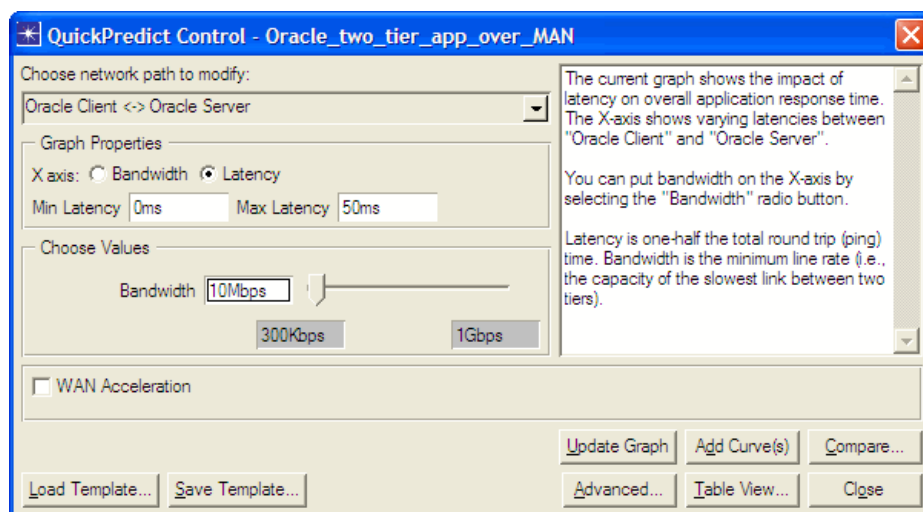 QuickPredict Control - Oracle_two_tier_app_over_MAN
Choose network path to modify:
Oracle Client <-> Oracle Server
Graph Properties
X axis: Bandwidth Latency
Min Latency 0ms Max Latency 50ms
Choose Values
Bandwidth 10Mbps
300Kbps 1Gbps
The current graph shows the impact of
latency on overall application response time.
The X-axis shows varying latencies between
"Oracle Client" and "Oracle Server".
You can put bandwidth on the X-axis by
selecting the "Bandwidth" radio button.
Latency is one-half the total round trip (ping)
time. Bandwidth is the minimum line rate (i.e.,
the capacity of the slowest link between two
tiers).
WAN Acceleration
Update Graph Add Curve(s) Compare...
Load Template... Save Template... Advanced... Table View... Close